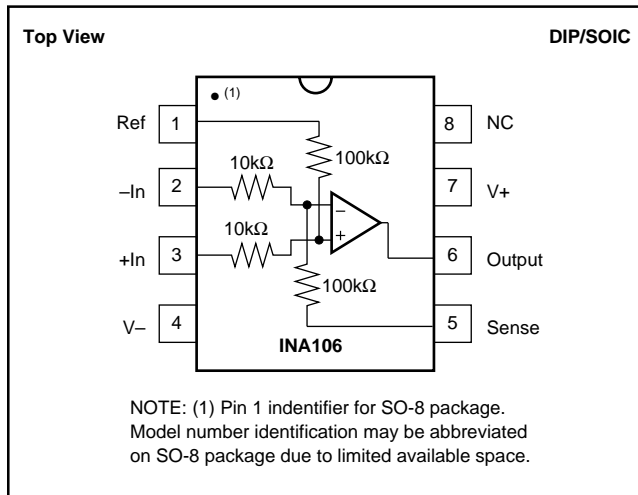 Top View DIP/SOIC
(1)
Ref 1 8 NC
100kΩ
10kΩ
–In 2 7 V+
–
10kΩ
+
+In 3 6 Output
100kΩ
V– 4 5 Sense
INA106
NOTE: (1) Pin 1 indentifier for SO-8 package.
Model number identification may be abbreviated
on SO-8 package due to limited available space.